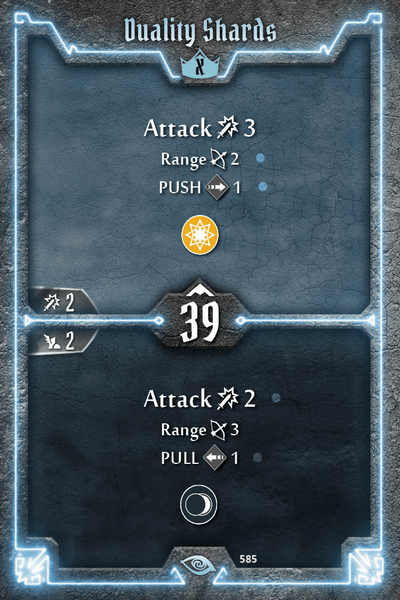 Duality Shards
X
Attack 3
Range 2
PUSH 1
2
39
2
Attack 2
Range 3
PULL 1
585